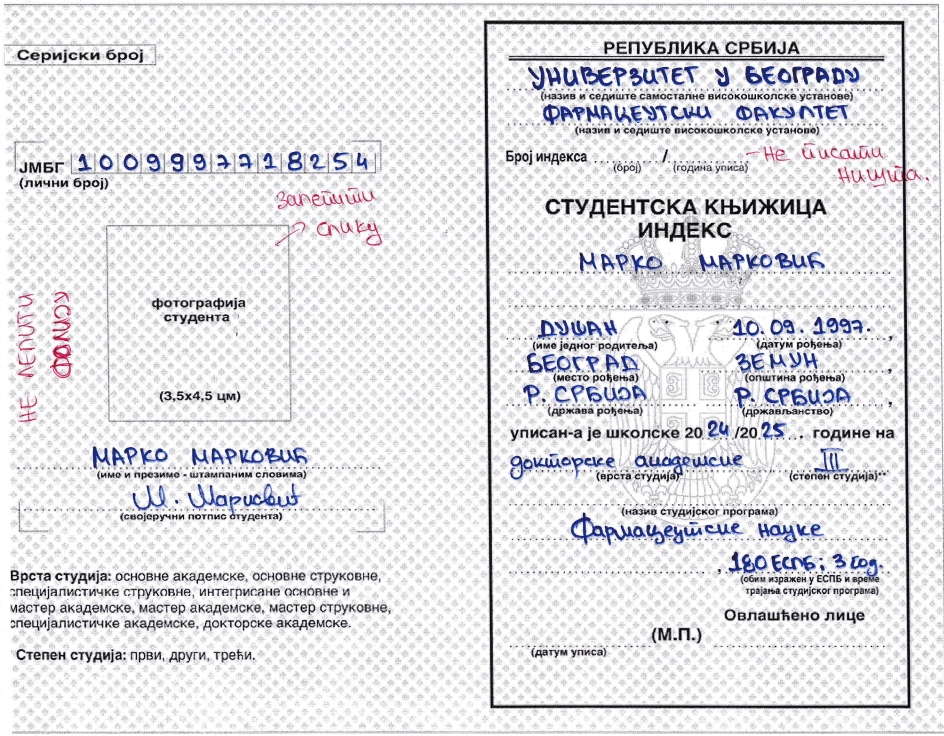 Серијски број
ЈМБГ 1009997718254
(лични број)
Залепити
слику
фотографија
студента
(3,5x4,5 цм)
НЕ ЛЕПИТИ
МАРКО МАРКОВИЋ
(име и презиме - штампаним словима)
М. Марковић
(својеручни потпис студента)
Врста студија: основне академске, основне струковне,
специјалистичке струковне, интегрисане основне и
мастер академске, мастер академске, мастер струковне,
специјалистичке академске, докторске академске.
Степен студија: први, други, трећи.
РЕПУБЛИКА СРБИЈА
УНИВЕРЗИТЕТ У БЕОГРАДУ
(назив и седиште самосталне високошколске установе)
ФАРМАЦЕУТСКИ ФАКУЛТЕТ
(назив и седиште високошколске установе)
Број индекса / - Не писати
(број) (година уписа) ништа.
СТУДЕНТСКА КЊИЖИЦА
ИНДЕКС
МАРКО МАРКОВИЋ
ДУШАН 10.09.1997.,
(име једног родитеља) (датум рођења)
БЕОГРАД ЗЕМУН
(место рођења) (општина рођења)
Р. СРБИЈА Р. СРБИЈА,
(држава рођења) (држављанство)
уписан-а је школске 2024/2025. године на
докторске академске III
(врста студија)* (степен студија)**
(назив студијског програма)
Фармацеутске науке
, 180 ЕСПБ; 3 год.
(обим изражен у ЕСПБ и време
трајања студијског програма)
Овлашћено лице
(М.П.)
(датум уписа)